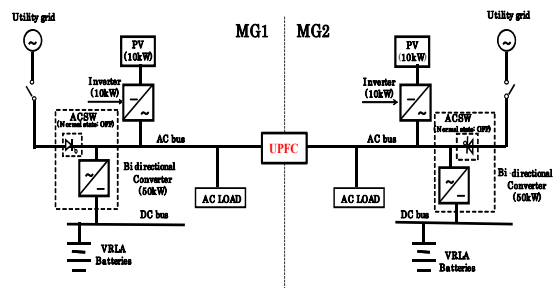 Utility grid
MG1
MG2
Utility grid
PV
(10kW)
PV
(10kW)
Inverter
(10kW)
Inverter
(10kW)
ACSW
(Normal state: OFF)
ACSW
(Normal state: OFF)
AC bus
UPFC
AC bus
Bi directional
Converter
(50kW)
AC LOAD
AC LOAD
Bi-directional
Converter
(50kW)
DC bus
DC bus
VRLA
Batteries
VRLA
Batteries